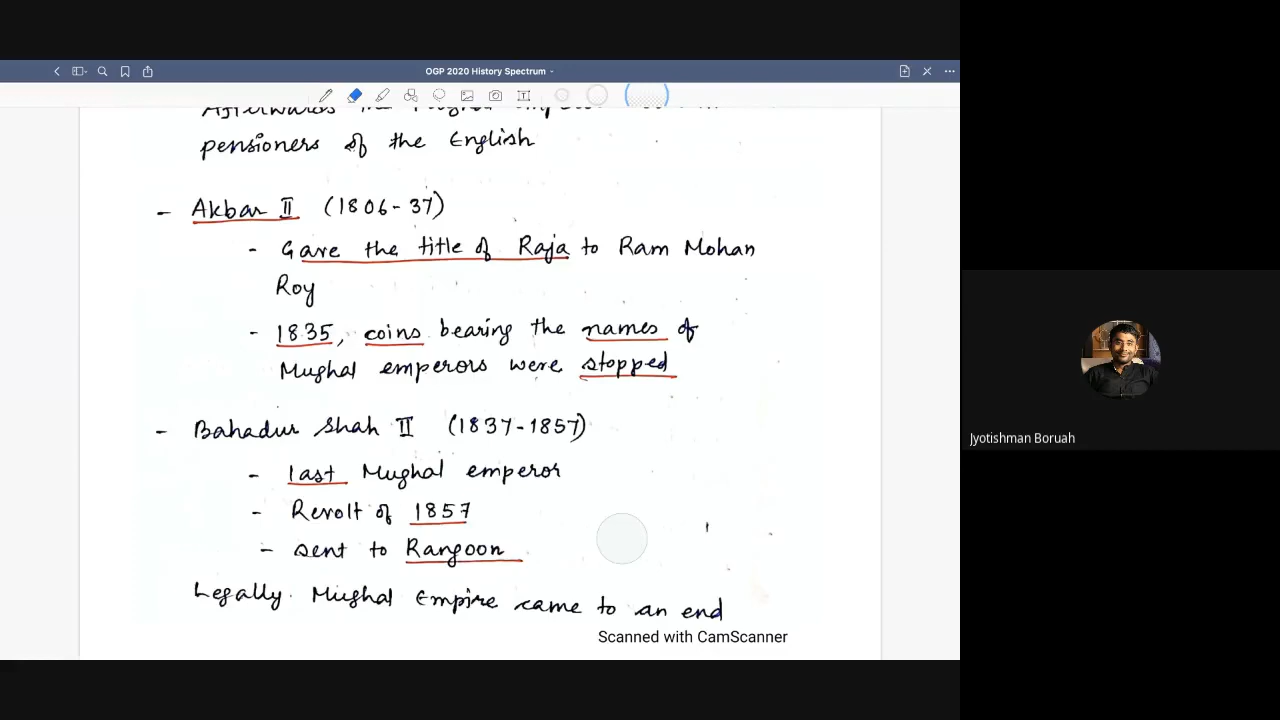 OGP 2020 History Spectrum
Afterwards the
pensioners of the English
- Akbar II (1806-37)
- Gave the title of Raja to Ram Mohan
Roy
- 1835, coins bearing the names of
Mughal emperors were stopped
- Bahadur Shah II (1837-1857)
- last Mughal emperor
- Revolt of 1857
- sent to Rangoon
Legally. Mughal Empire came to an end
Scanned with CamScanner
Jyotishman Boruah